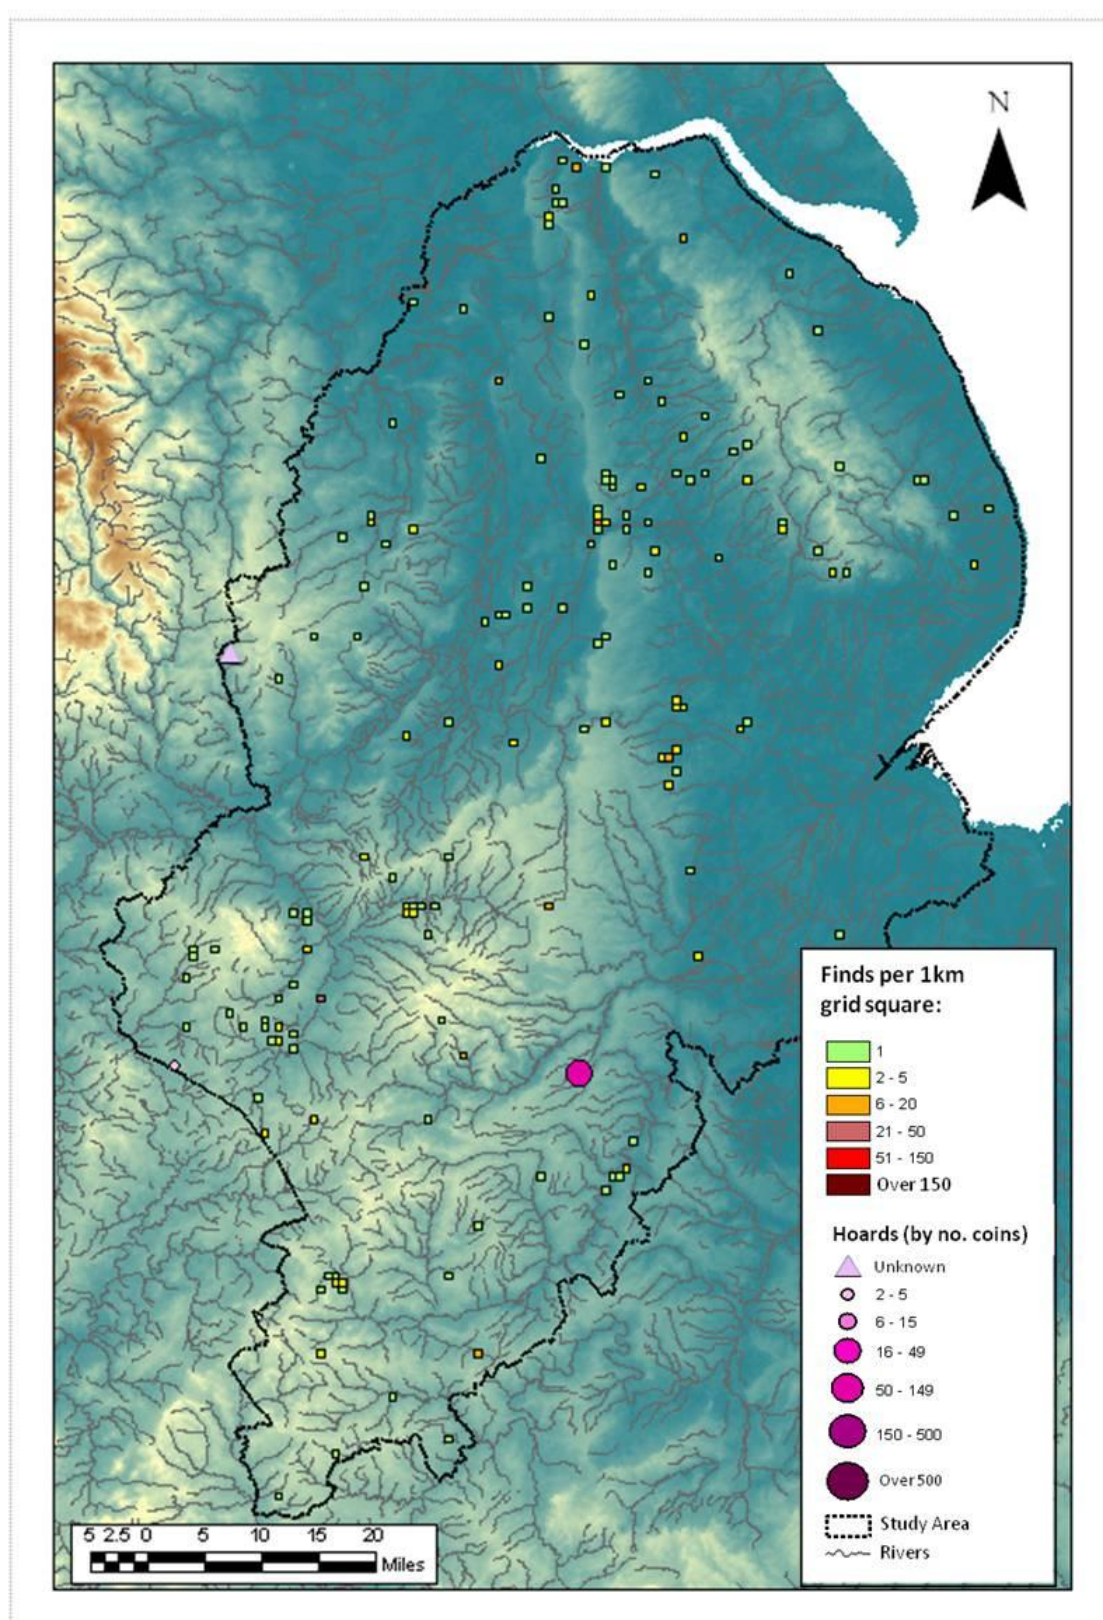 N
Finds per 1km
grid square:
1
2 - 5
6 - 20
21 - 50
51 - 150
Over 150
Hoards (by no. coins)
Unknown
2 - 5
6 - 15
16 - 49
50 - 149
150 - 500
Over 500
Study Area
Rivers
5 2.5 0 5 10 15 20
Miles